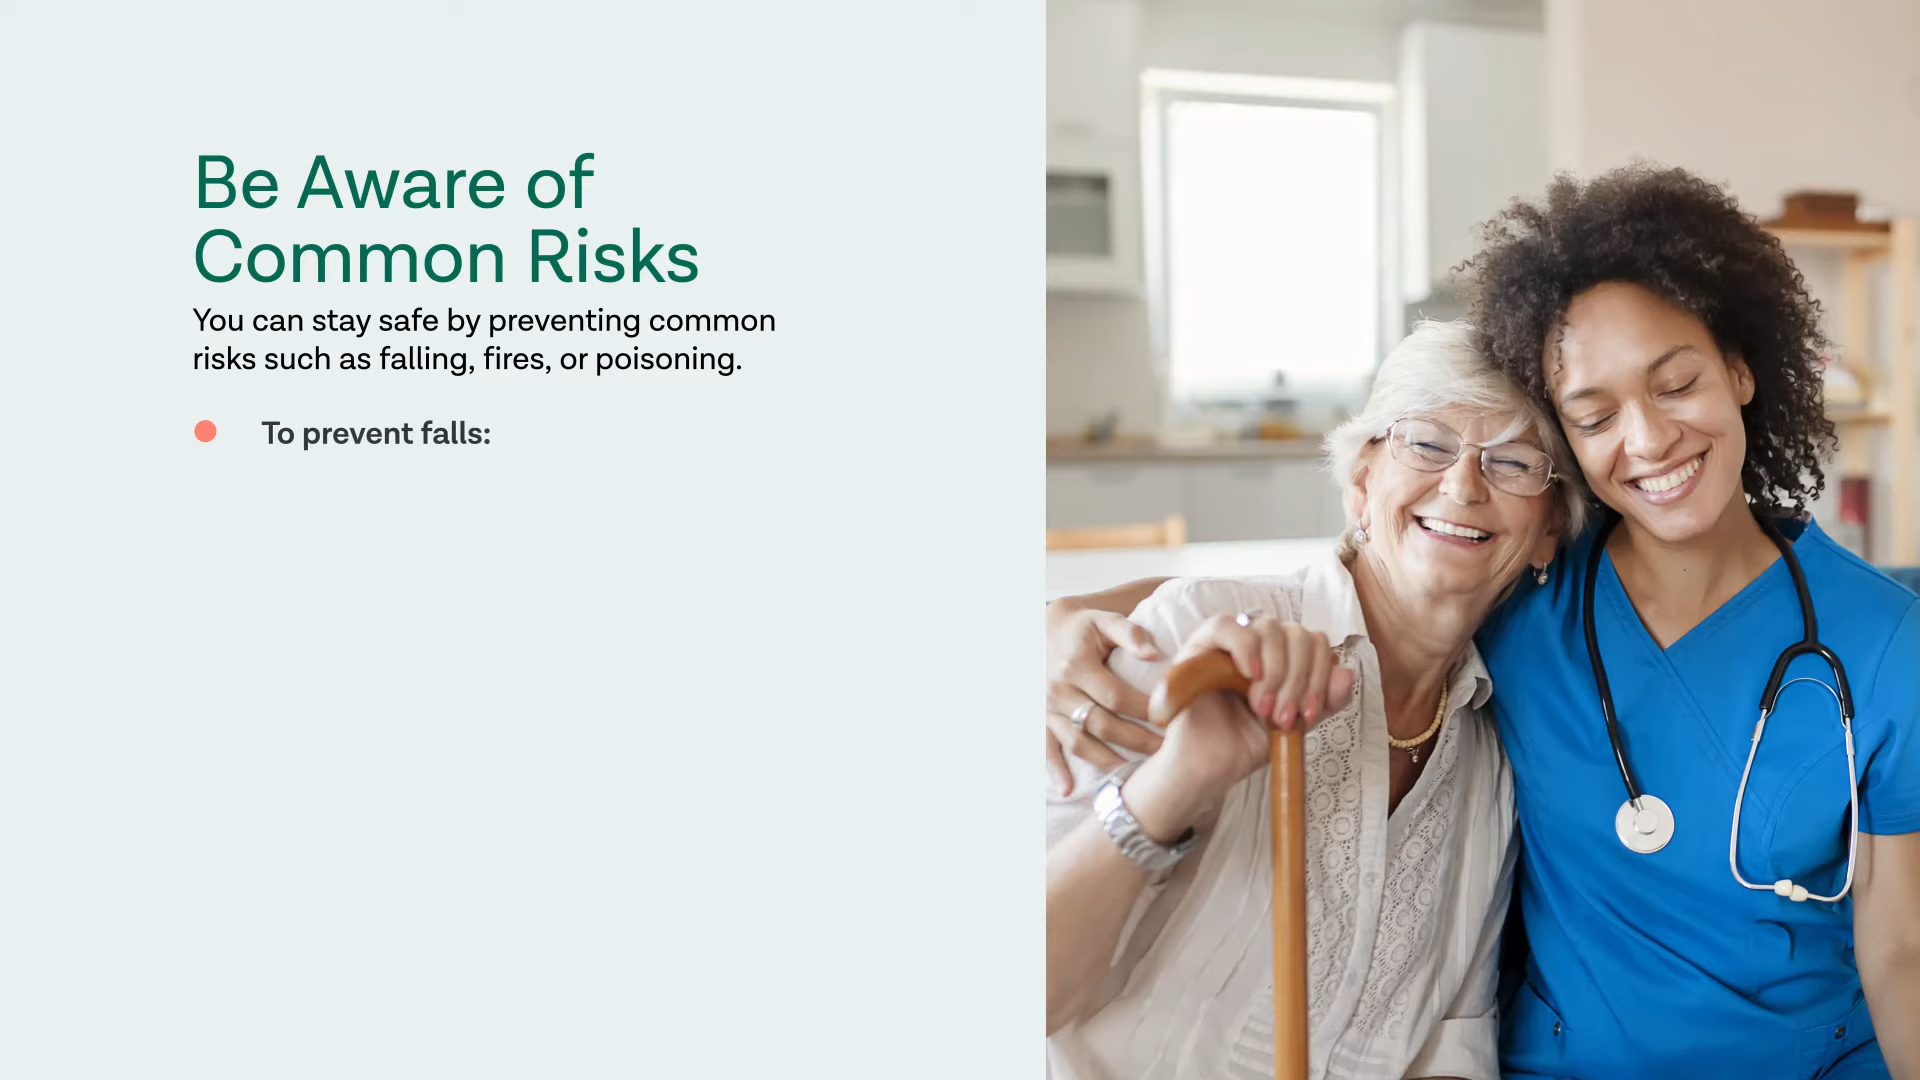 Be Aware of
Common Risks
You can stay safe by preventing common
risks such as falling, fires, or poisoning.
To prevent falls: